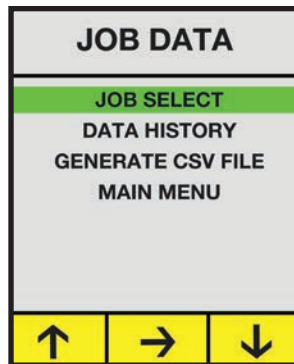 JOB DATA
JOB SELECT
DATA HISTORY
GENERATE CSV FILE
MAIN MENU